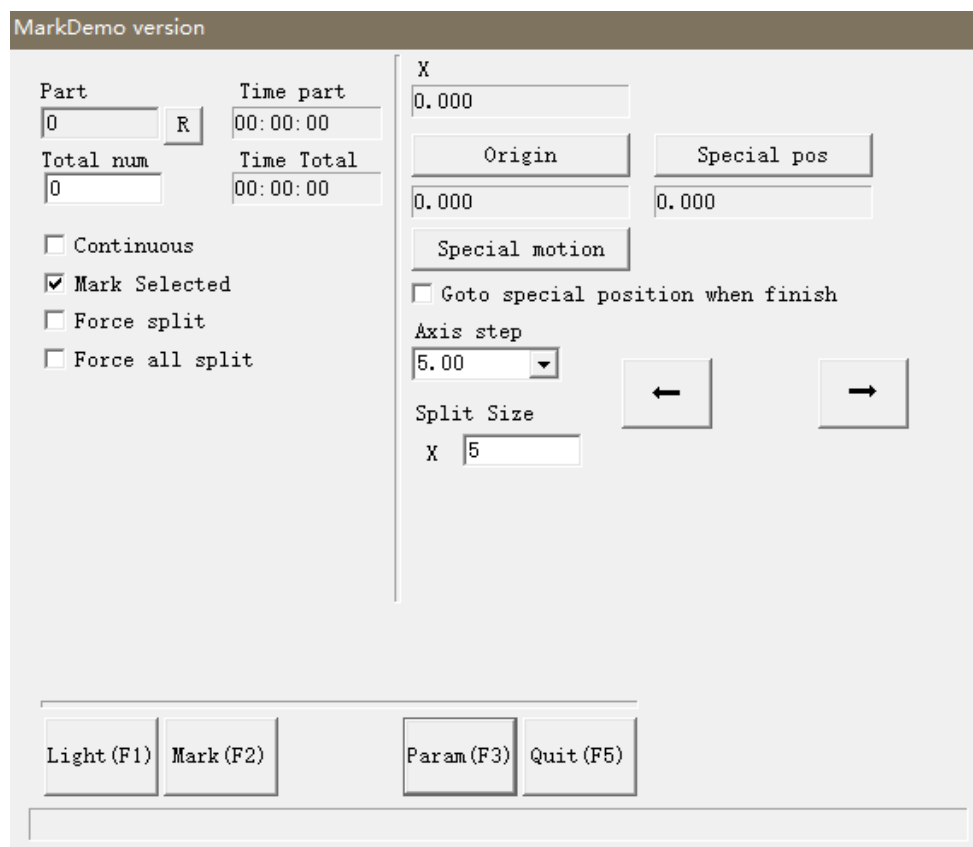 MarkDemo version
Part Time part
0 R 00:00:00
Total num Time Total
0 00:00:00
Continuous
Mark Selected
Force split
Force all split
X
0.000
Origin Special pos
0.000 0.000
Special motion
Goto special position when finish
Axis step
5.00
Split Size
X 5
Light(F1) Mark(F2) Param(F3) Quit(F5)